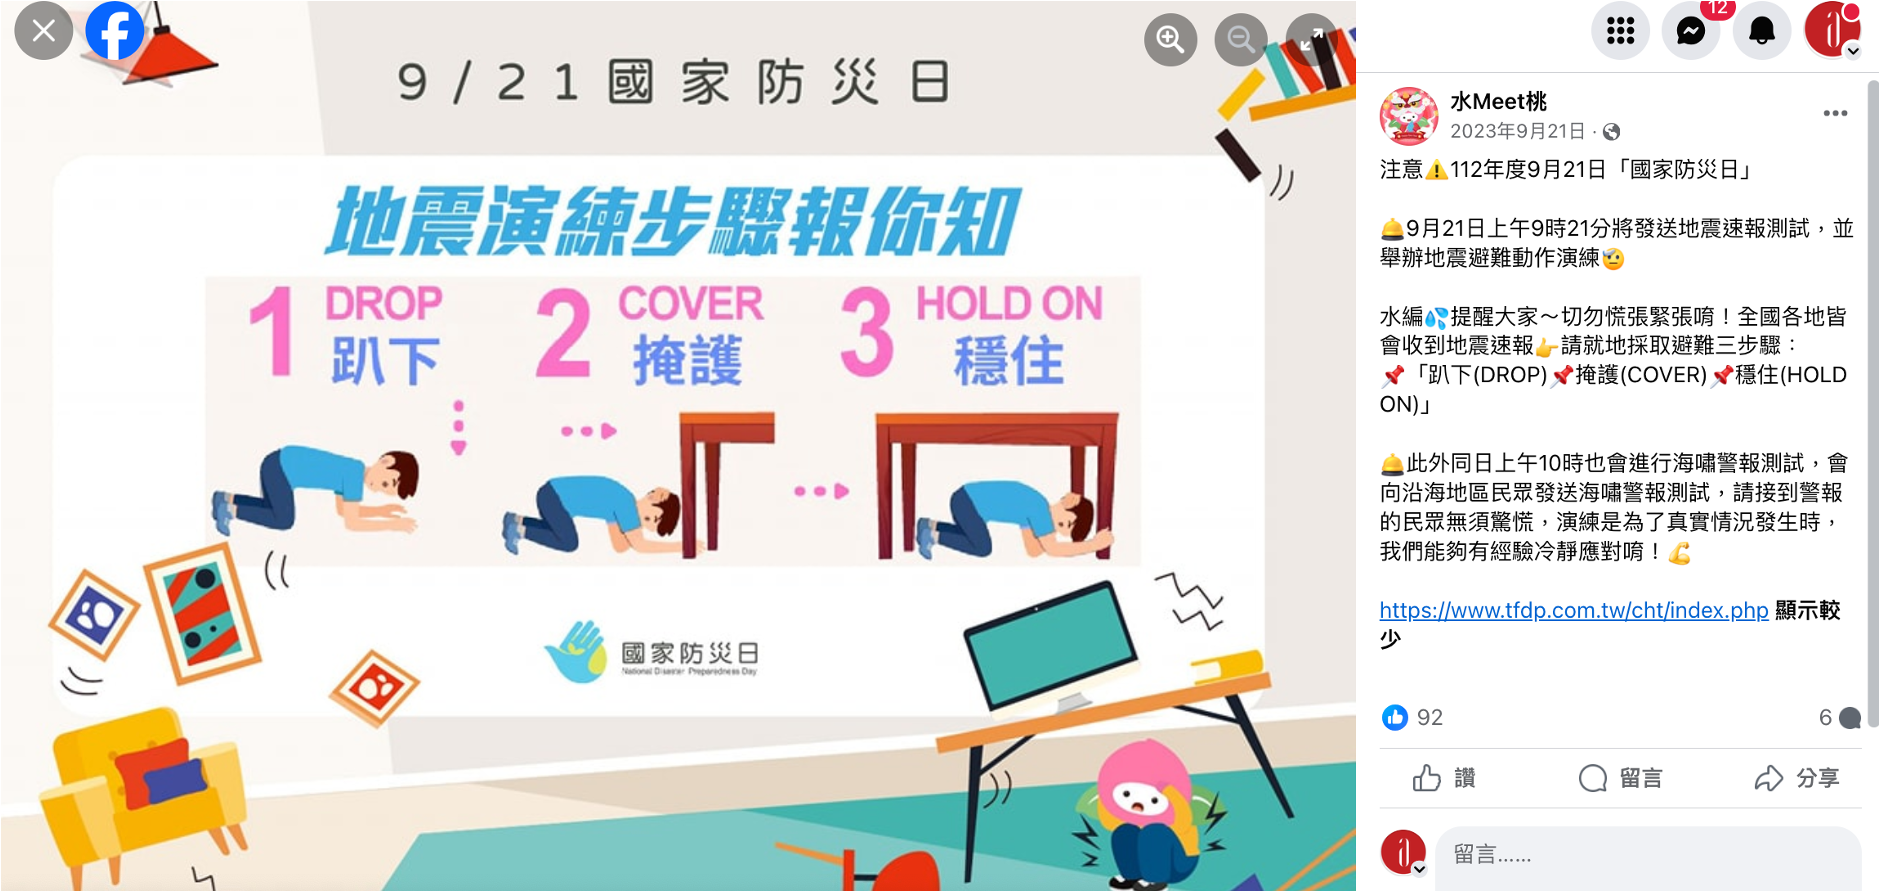 9/21國家防災日
地震演練步驟報你知
1 DROP 趴下
2 COVER 掩護
3 HOLD ON 穩住
國家防災日
National Disaster Preparedness Day
12
水Meet桃
2023年9月21日 ·
注意⚠️112年度9月21日「國家防災日」
🔔9月21日上午9時21分將發送地震速報測試，並
舉辦地震避難動作演練🤕
水編💦提醒大家～切勿慌張緊張唷！全國各地皆
會收到地震速報👉請就地採取避難三步驟：
📌「趴下(DROP)📌掩護(COVER)📌穩住(HOLD
ON)」
🔔此外同日上午10時也會進行海嘯警報測試，會
向沿海地區民眾發送海嘯警報測試，請接到警報
的民眾無須驚慌，演練是為了真實情況發生時，
我們能夠有經驗冷靜應對唷！💪
https://www.tfdp.com.tw/cht/index.php 顯示較
少
92
6
讚
留言
分享
留言……